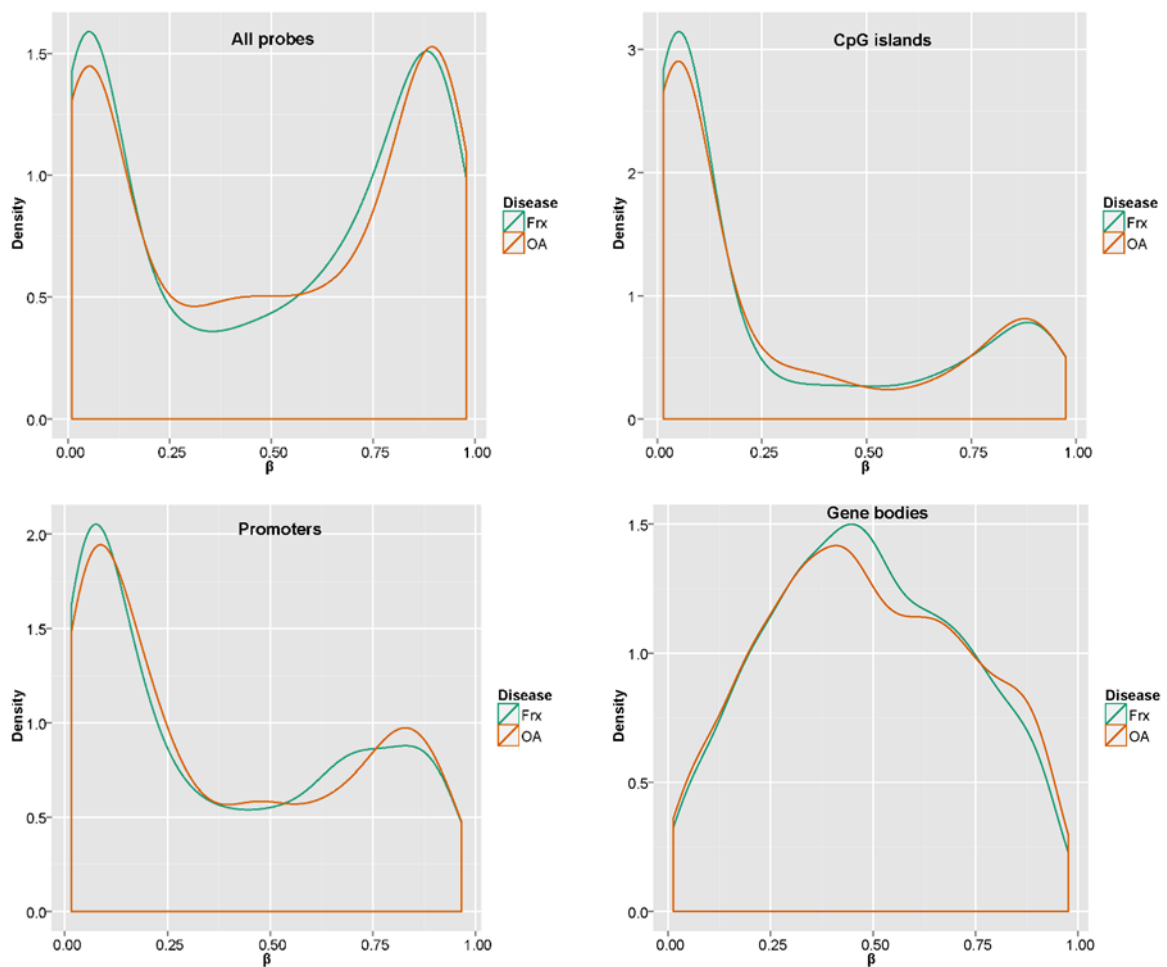 All probes
1.5
1.0
0.5
0.0
Density
0.00 0.25 0.50 0.75 1.00
β
Disease
Frx
OA
CpG islands
3
2
1
0
Density
0.00 0.25 0.50 0.75 1.00
β
Disease
Frx
OA
Promoters
2.0
1.5
1.0
0.5
0.0
Density
0.00 0.25 0.50 0.75 1.00
β
Disease
Frx
OA
Gene bodies
1.5
1.0
0.5
0.0
Density
0.00 0.25 0.50 0.75 1.00
β
Disease
Frx
OA